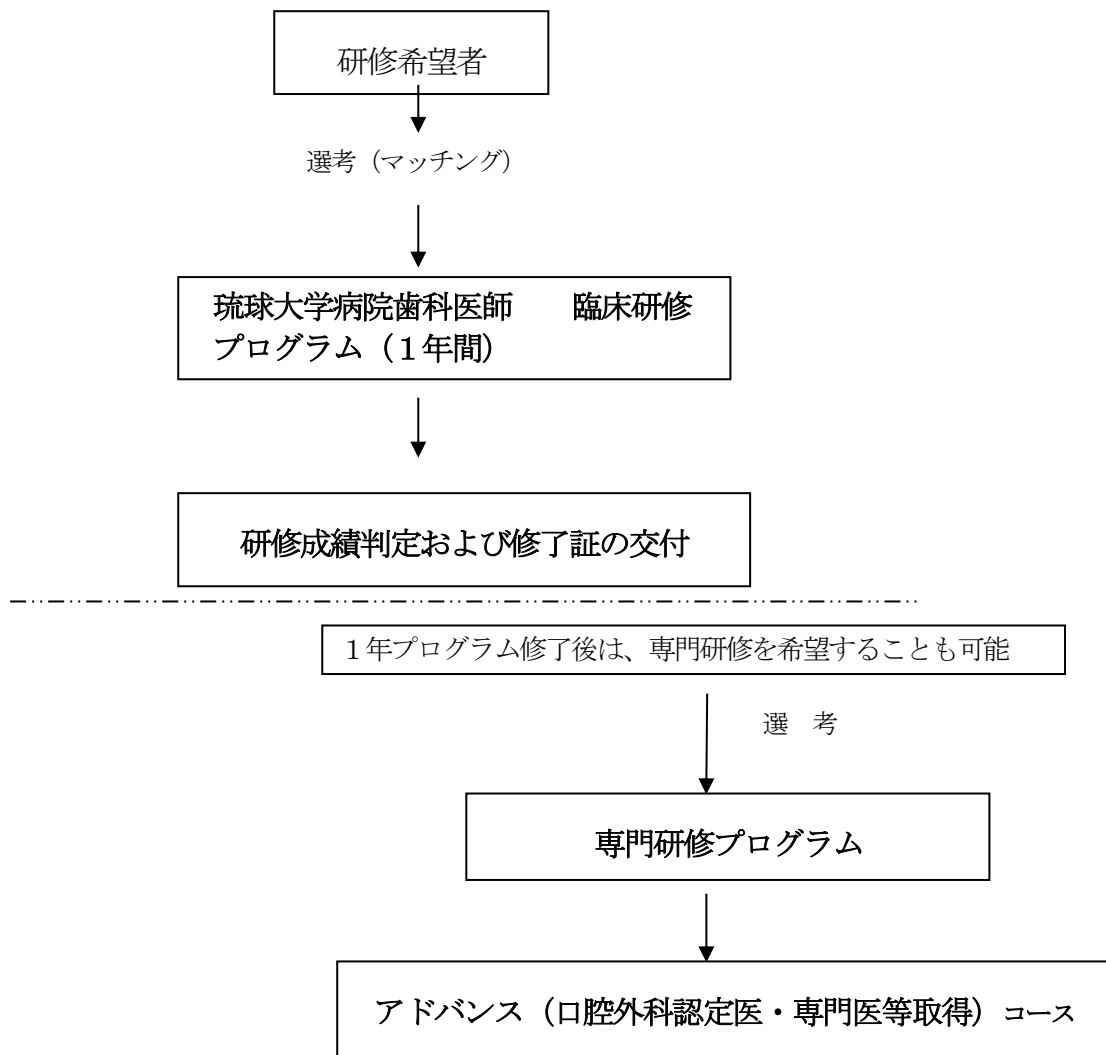 研修希望者
選考（マッチング）
琉球大学病院歯科医師　　臨床研修
プログラム（１年間）
研修成績判定および修了証の交付
１年プログラム修了後は、専門研修を希望することも可能
選　考
専門研修プログラム
アドバンス（口腔外科認定医・専門医等取得）コース